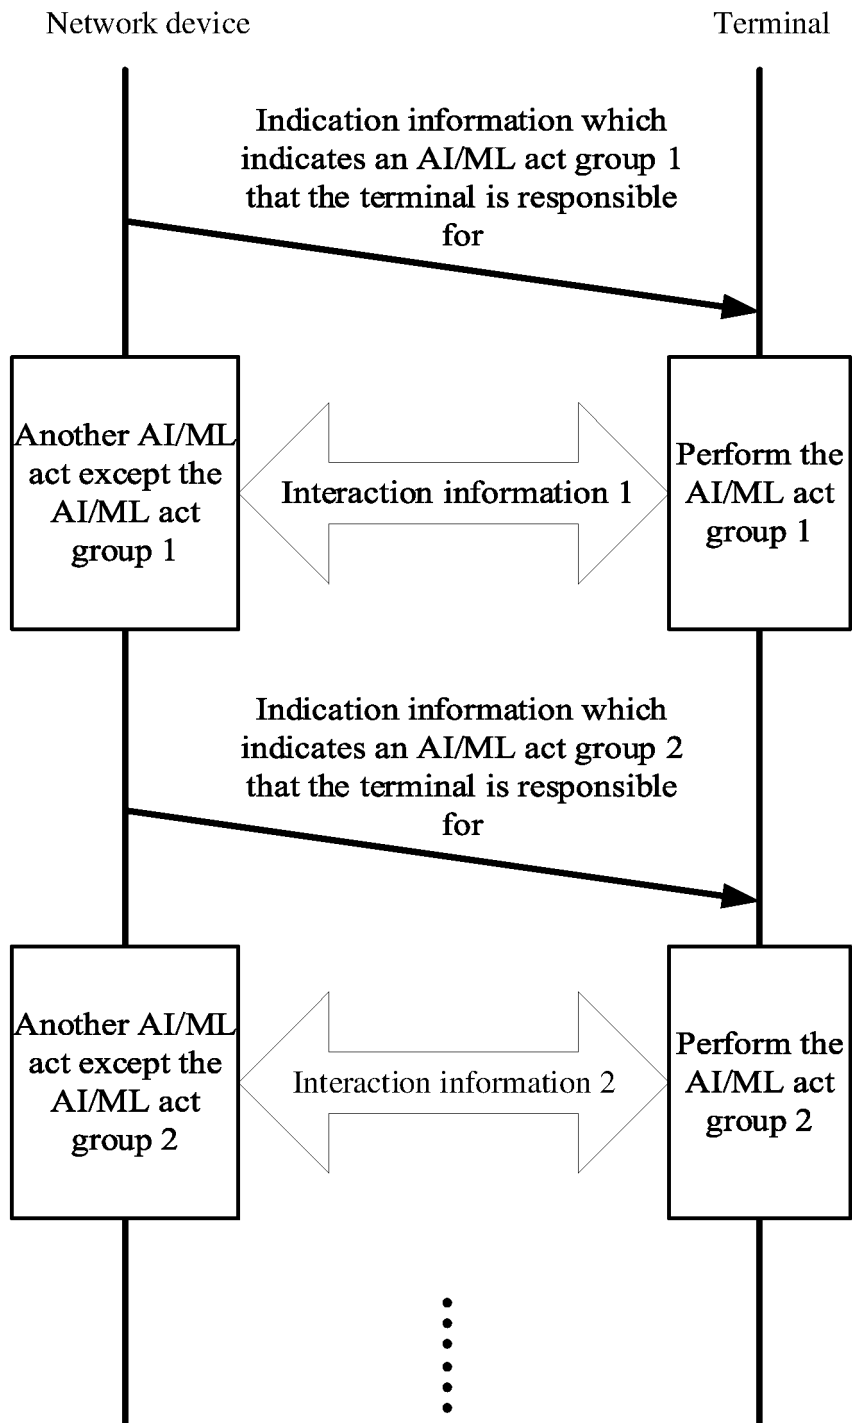 Network device
Terminal
Indication information which
indicates an AI/ML act group 1
that the terminal is responsible
for
Another AI/ML
act except the
AI/ML act
group 1
Interaction information 1
Perform the
AI/ML act
group 1
Indication information which
indicates an AI/ML act group 2
that the terminal is responsible
for
Another AI/ML
act except the
AI/ML act
group 2
Interaction information 2
Perform the
AI/ML act
group 2